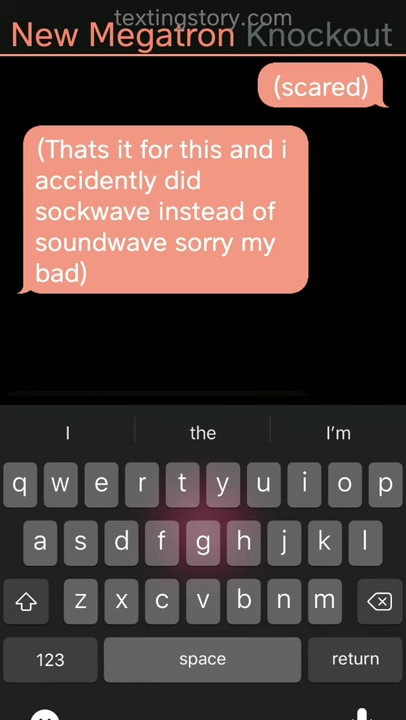 textingstory.com
New Megatron Knockout
(scared)
(Thats it for this and i
accidently did
sockwave instead of
soundwave sorry my
bad)
I the I'm
q w e r t y u i o p
a s d f g h j k l
z x c v b n m
123 space return